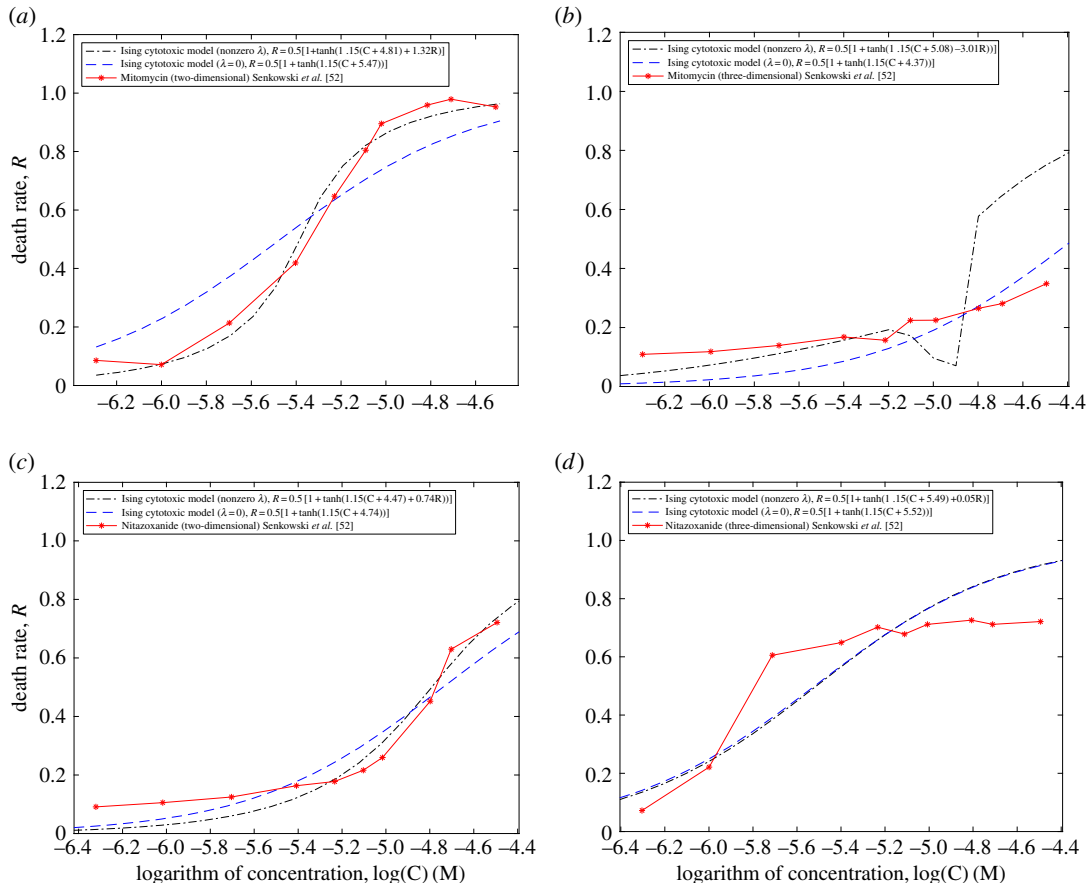 (a)
1.2
1.0
0.8
0.6
0.4
0.2
0
death rate, R
Ising cytotoxic model (nonzero λ), R = 0.5[1+tanh(1 .15(C + 4.81) + 1.32R)]
Ising cytotoxic model (λ= 0), R = 0.5[1 + tanh(1.15(C + 5.47))]
Mitomycin (two-dimensional) Senkowski et al. [52]
−6.2 −6.0 −5.8 −5.6 −5.4 −5.2 −5.0 −4.8 −4.6
(b)
1.2
1.0
0.8
0.6
0.4
0.2
0
Ising cytotoxic model (nonzero λ), R = 0.5[1 + tanh(1 .15(C + 5.08) −3.01R))]
Ising cytotoxic model (λ= 0), R = 0.5[1 + tanh(1.15(C + 4.37))]
Mitomycin (three-dimensional) Senkowski et al. [52]
−6.2 −6.0 −5.8 −5.6 −5.4 −5.2 −5.0 −4.8 −4.6 −4.4
(c)
1.2
1.0
0.8
0.6
0.4
0.2
0
death rate, R
Ising cytotoxic model (nonzero λ), R = 0.5[1 + tanh(1.15(C + 4.47) + 0.74R))]
Ising cytotoxic model (λ = 0), R = 0.5[1 + tanh(1.15(C + 4.74))]
Nitazoxanide (two-dimensional) Senkowski et al. [52]
−6.4 −6.2 −6.0 −5.8 −5.6 −5.4 −5.2 −5.0 −4.8 −4.6 −4.4
logarithm of concentration, log(C) (M)
(d)
1.2
1.0
0.8
0.6
0.4
0.2
0
Ising cytotoxic model (nonzero λ), R = 0.5[1+ tanh(1 .15(C + 5.49) +0.05R)]
Ising cytotoxic model (λ= 0), R = 0.5[1 + tanh(1.15(C + 5.52))]
Nitazoxanide (three-dimensional) Senkowski et al. [52]
−6.4 −6.2 −6.0 −5.8 −5.6 −5.4 −5.2 −5.0 −4.8 −4.6 −4.4
logarithm of concentration, log(C) (M)